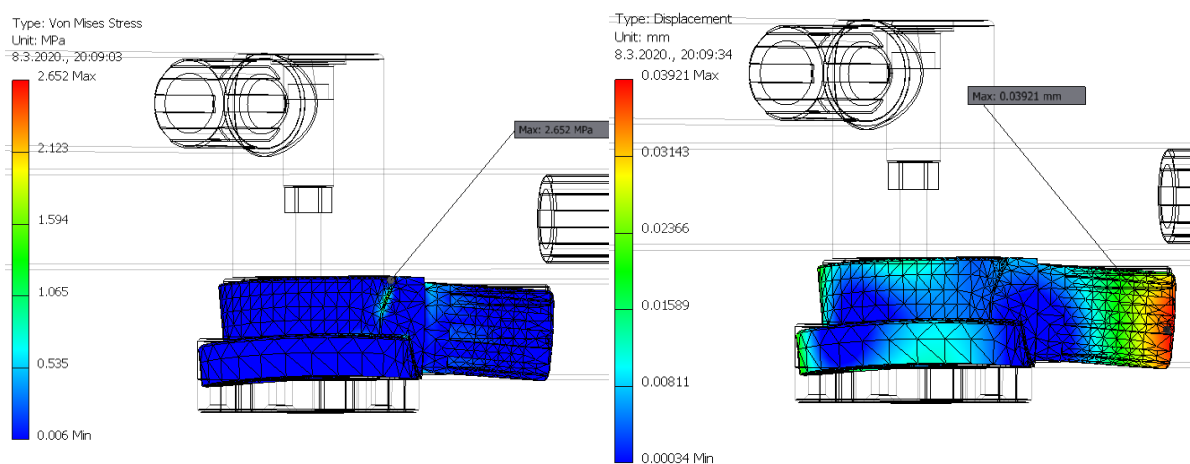 Type: Von Mises Stress
Unit: MPa
8.3.2020., 20:09:03
2.652 Max
2.123
1.594
1.065
0.535
0.006 Min
Max: 2.652 MPa
Type: Displacement
Unit: mm
8.3.2020., 20:09:34
0.03921 Max
0.03143
0.02366
0.01589
0.00811
0.00034 Min
Max: 0.03921 mm